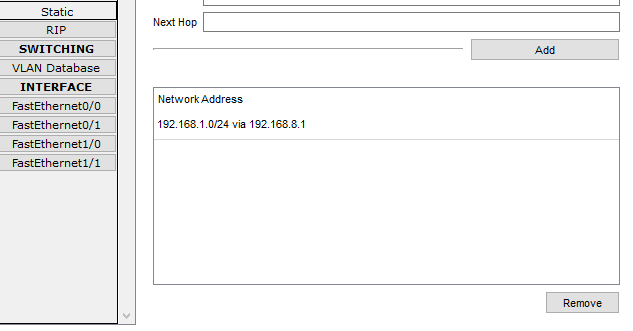 Static
RIP
SWITCHING
VLAN Database
INTERFACE
FastEthernet0/0
FastEthernet0/1
FastEthernet1/0
FastEthernet1/1
Next Hop
Add
Network Address
192.168.1.0/24 via 192.168.8.1
Remove